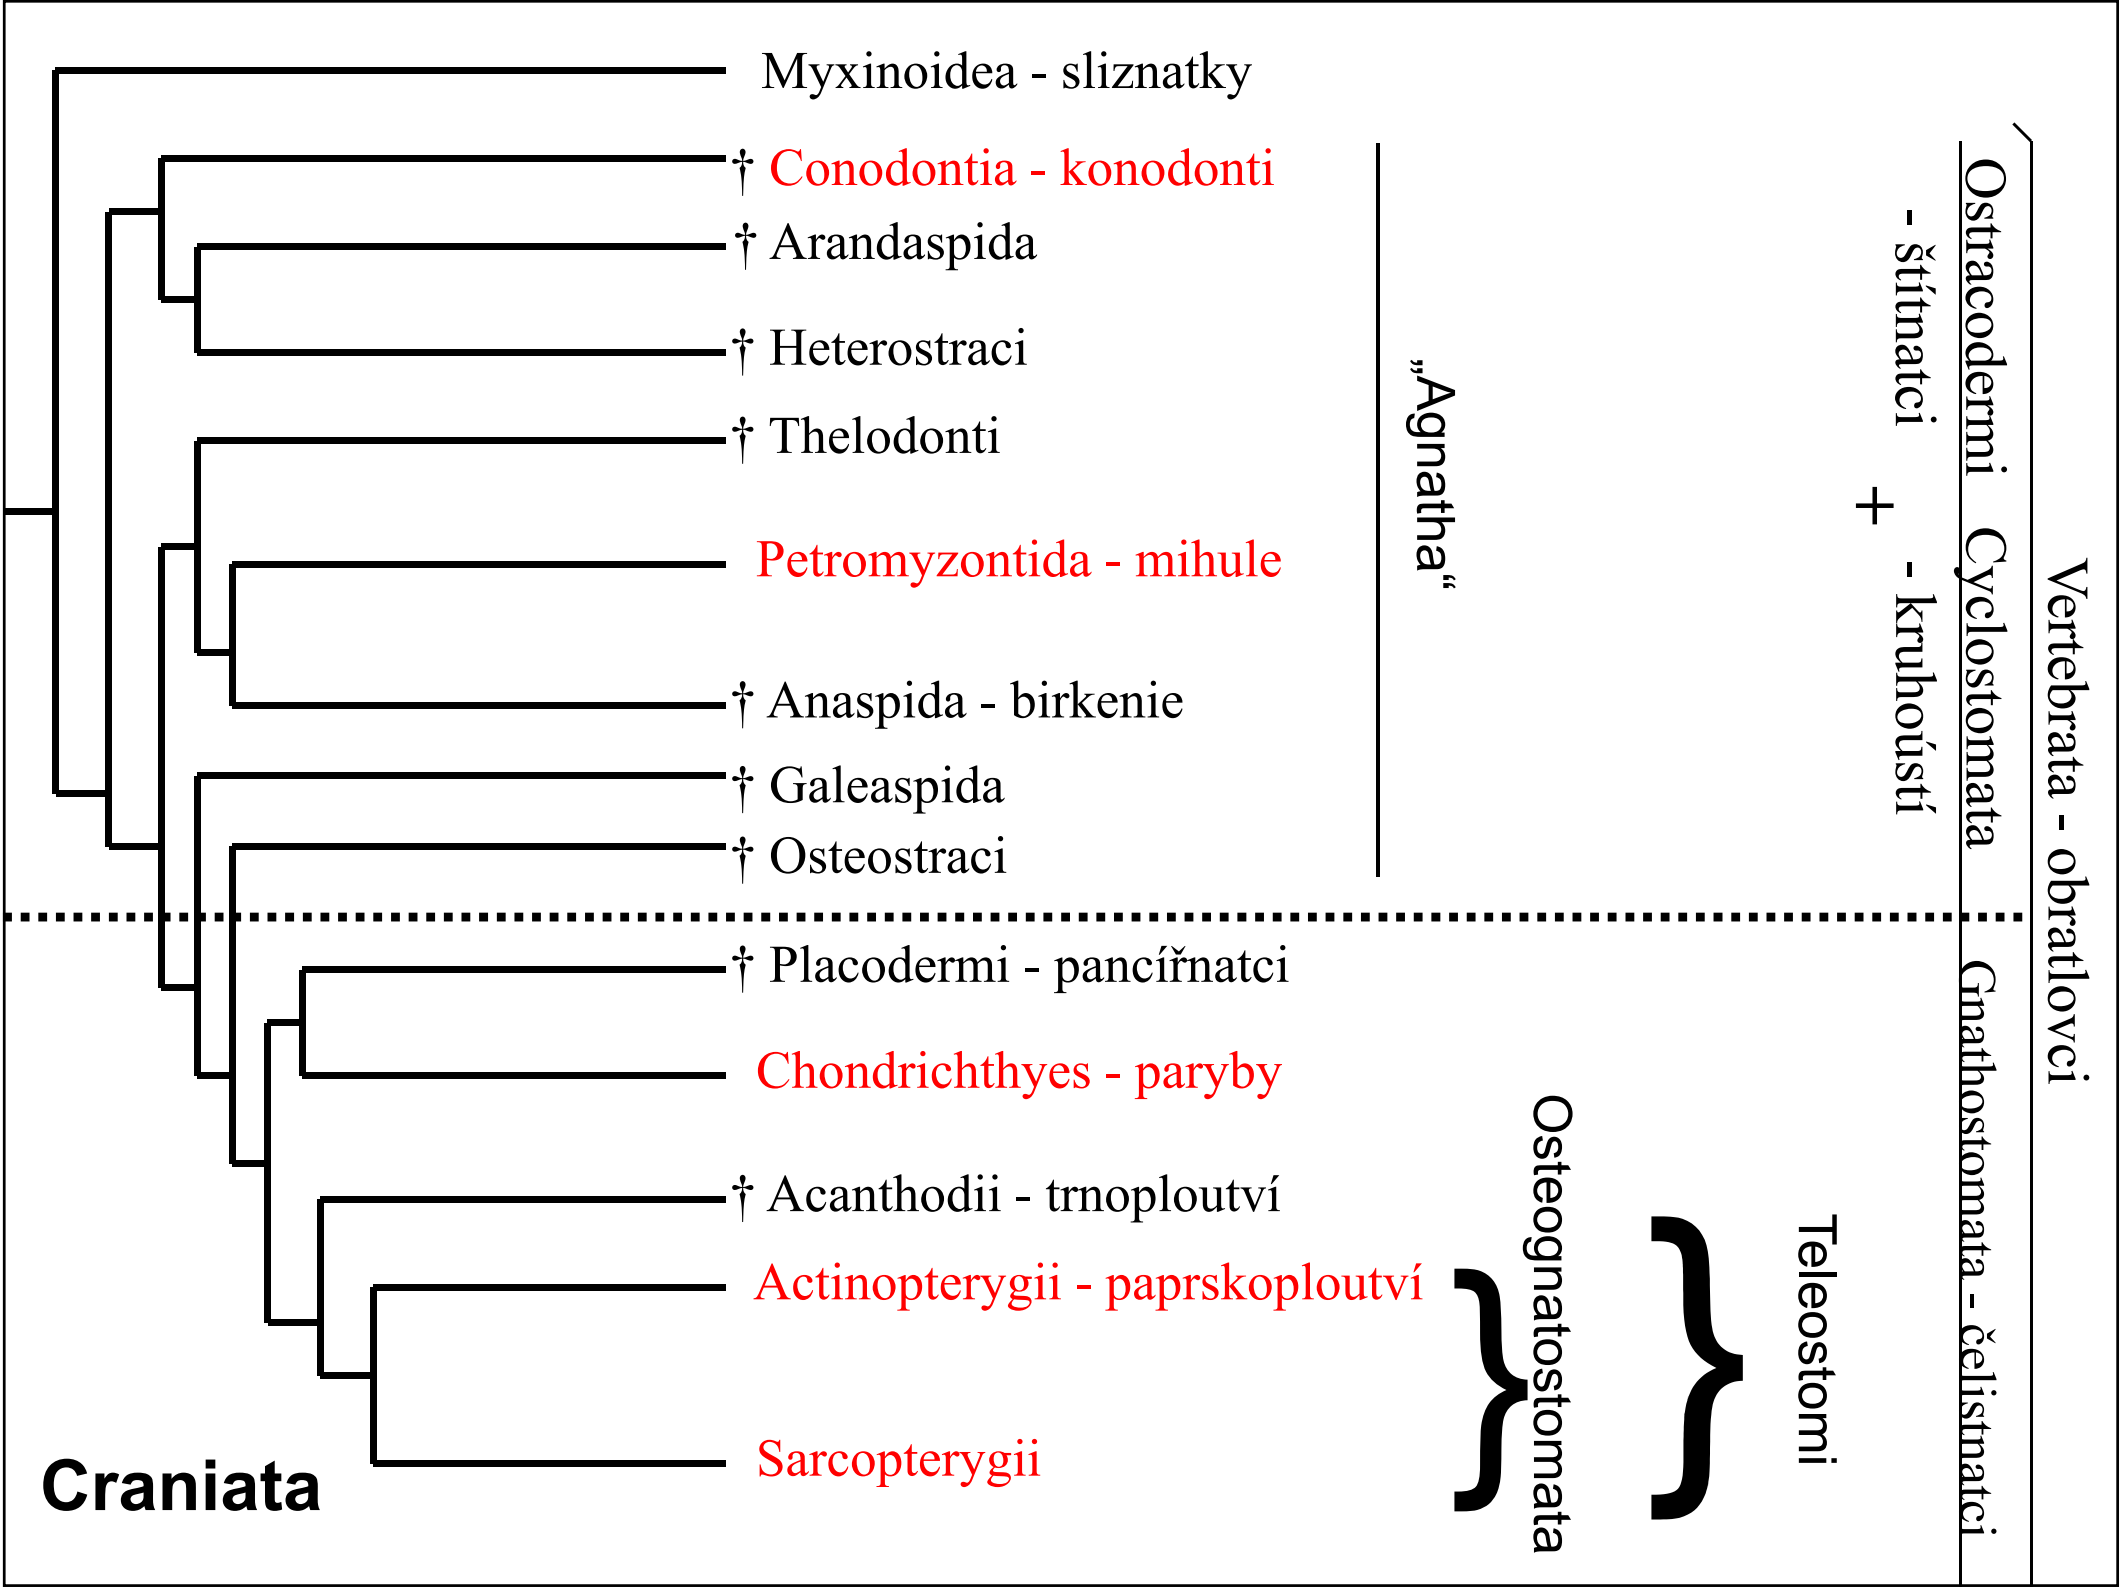 Myxinoidea - sliznatky
† Conodontia - konodonti
† Arandaspida
† Heterostraci
† Thelodonti
Petromyzontida - mihule
† Anaspida - birkenie
† Galeaspida
† Osteostraci
† Placodermi - pancířnatci
Chondrichthyes - paryby
† Acanthodii - trnoploutví
Actinopterygii - paprskoploutví
Sarcopterygii
Craniata
„Agnatha“
Osteognatostomata
Teleostomi
Ostracodermi
- štítnatci
+
Cyclostomata
- kruhoústí
Gnathostomata - čelistnatci
Vertebrata - obratlovci